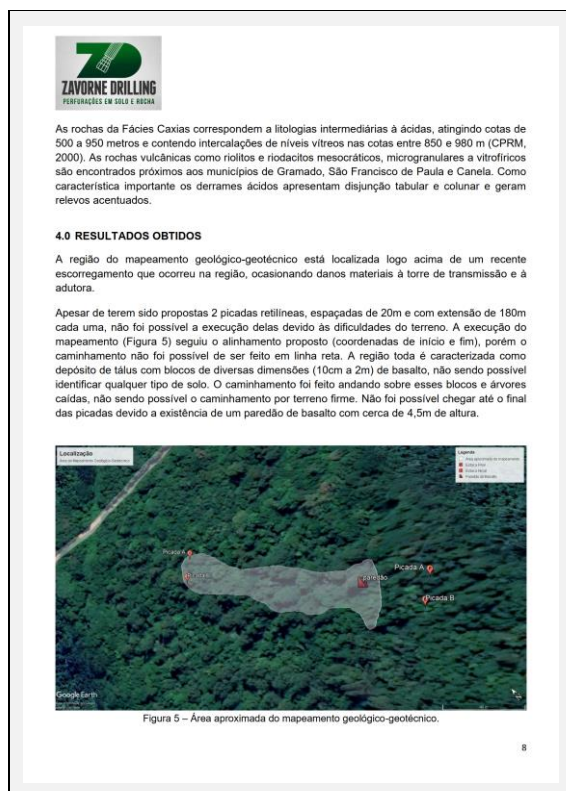 ZD
ZAVORNE DRILLING
PERFURAÇÕES EM SOLO E ROCHA
As rochas da Fácies Caxias correspondem a litologias intermediárias à ácidas, atingindo cotas de
500 a 950 metros e contendo intercalações de níveis vítreos nas cotas entre 850 e 980 m (CPRM,
2000). As rochas vulcânicas como riolitos e riodacitos mesocráticos, microgranulares a vitrofíricos
são encontrados próximos aos municípios de Gramado, São Francisco de Paula e Canela. Como
característica importante os derrames ácidos apresentam disjunção tabular e colunar e geram
relevos acentuados.
4.0 RESULTADOS OBTIDOS
A região do mapeamento geológico-geotécnico está localizada logo acima de um recente
escorregamento que ocorreu na região, ocasionando danos materiais à torre de transmissão e à
adutora.
Apesar de terem sido propostas 2 picadas retilíneas, espaçadas de 20m e com extensão de 180m
cada uma, não foi possível a execução delas devido às dificuldades do terreno. A execução do
mapeamento (Figura 5) seguiu o alinhamento proposto (coordenadas de início e fim), porém o
caminhamento não foi possível de ser feito em linha reta. A região toda é caracterizada como
depósito de tálus com blocos de diversas dimensões (10cm a 2m) de basalto, não sendo possível
identificar qualquer tipo de solo. O caminhamento foi feito andando sobre esses blocos e árvores
caídas, não sendo possível o caminhamento por terreno firme. Não foi possível chegar até o final
das picadas devido a existência de um paredão de basalto com cerca de 4,5m de altura.
Localização
Legenda
Picada A
paredão
Picada A
Picada B
Google Earth
Figura 5 – Área aproximada do mapeamento geológico-geotécnico.
8